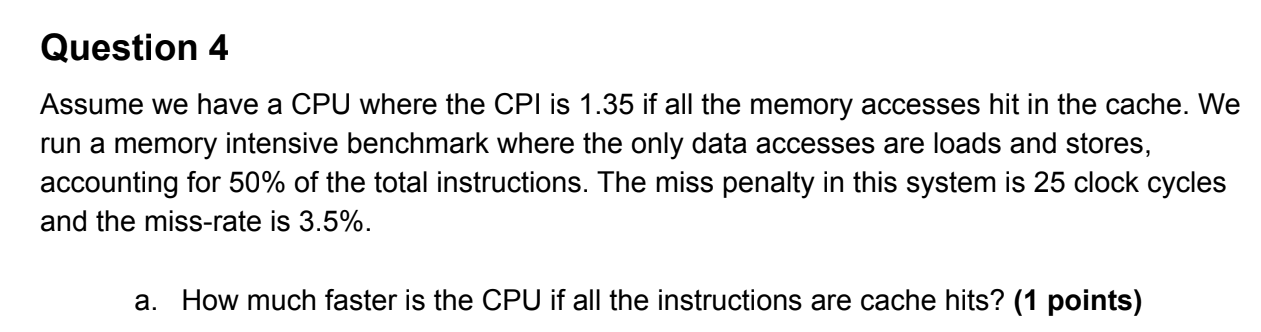 Question 4
Assume we have a CPU where the CPI is 1.35 if all the memory accesses hit in the cache. We
run a memory intensive benchmark where the only data accesses are loads and stores,
accounting for 50% of the total instructions. The miss penalty in this system is 25 clock cycles
and the miss-rate is 3.5%.
a. How much faster is the CPU if all the instructions are cache hits? (1 points)